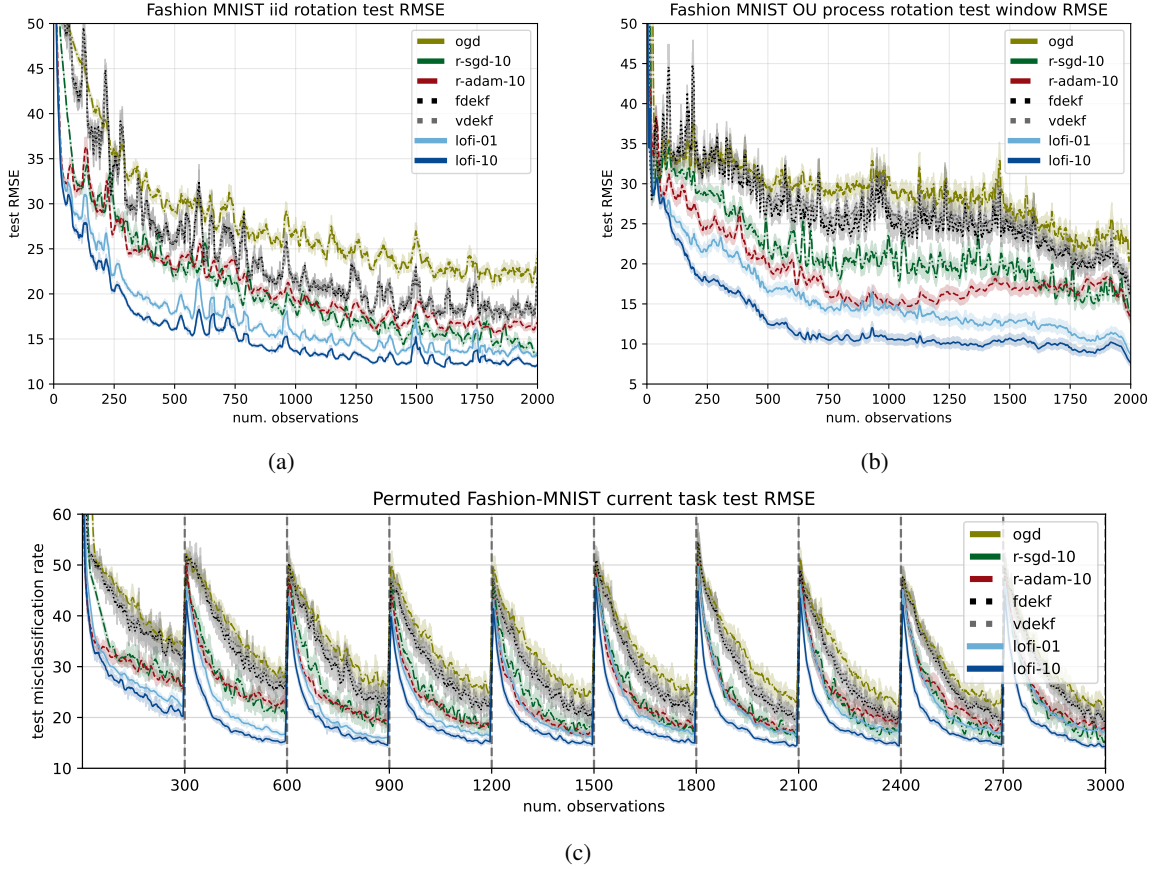 Fashion MNIST iid rotation test RMSE
50
45
40
35
30
25
20
15
10
test RMSE
0 250 500 750 1000 1250 1500 1750 2000
num. observations
ogd
r-sgd-10
r-adam-10
fdekf
vdekf
lofi-01
lofi-10
(a)
Fashion MNIST OU process rotation test window RMSE
50
45
40
35
30
25
20
15
10
5
test RMSE
0 250 500 750 1000 1250 1500 1750 2000
num. observations
ogd
r-sgd-10
r-adam-10
fdekf
vdekf
lofi-01
lofi-10
(b)
Permuted Fashion-MNIST current task test RMSE
60
50
40
30
20
10
test misclassification rate
300 600 900 1200 1500 1800 2100 2400 2700 3000
num. observations
ogd
r-sgd-10
r-adam-10
fdekf
vdekf
lofi-01
lofi-10
(c)